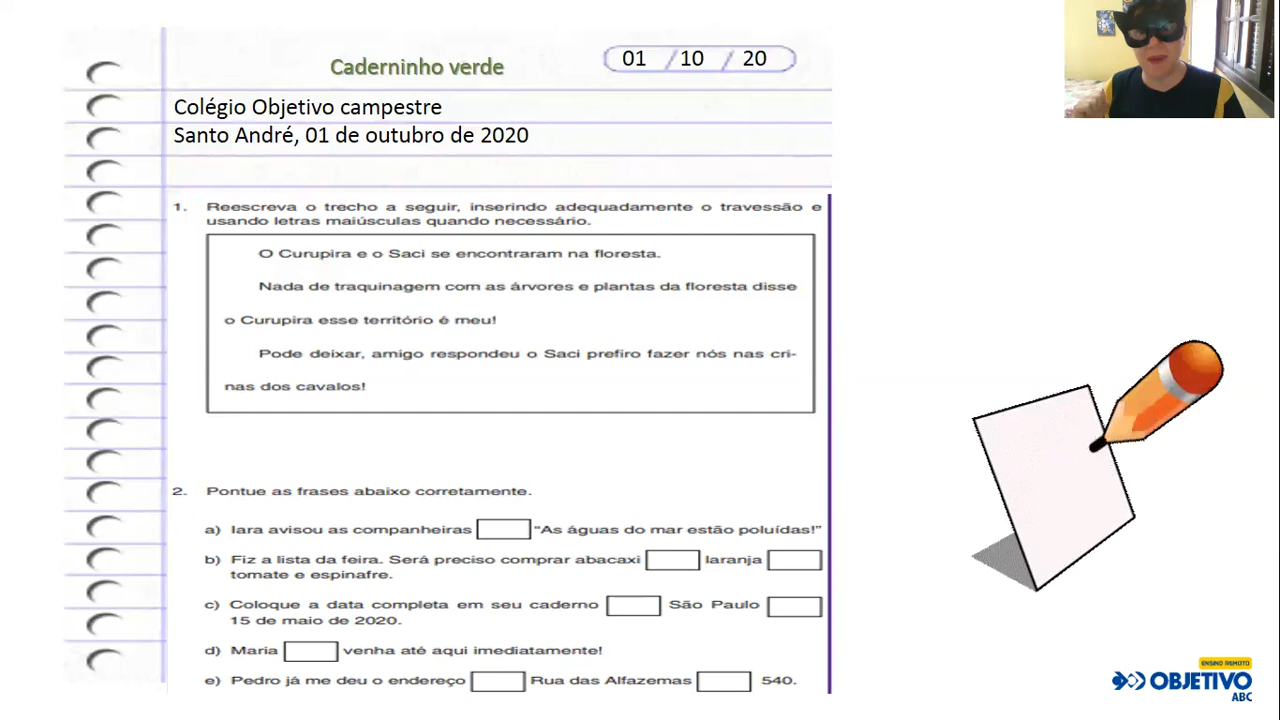 Caderninho verde
01 / 10 / 20
Colégio Objetivo campestre
Santo André, 01 de outubro de 2020
1. Reescreva o trecho a seguir, inserindo adequadamente o travessão e
usando letras maiúsculas quando necessário.
O Curupira e o Saci se encontraram na floresta.
Nada de traquinagem com as árvores e plantas da floresta disse
o Curupira esse território é meu!
Pode deixar, amigo respondeu o Saci prefiro fazer nós nas cri-
nas dos cavalos!
2. Pontue as frases abaixo corretamente.
a) Iara avisou as companheiras “As águas do mar estão poluídas!”
b) Fiz a lista da feira. Será preciso comprar abacaxi laranja
tomate e espinafre.
c) Coloque a data completa em seu caderno São Paulo
15 de maio de 2020.
d) Maria venha até aqui imediatamente!
e) Pedro já me deu o endereço Rua das Alfazemas 540.
ENSINO REMOTO
OBJETIVO
ABC